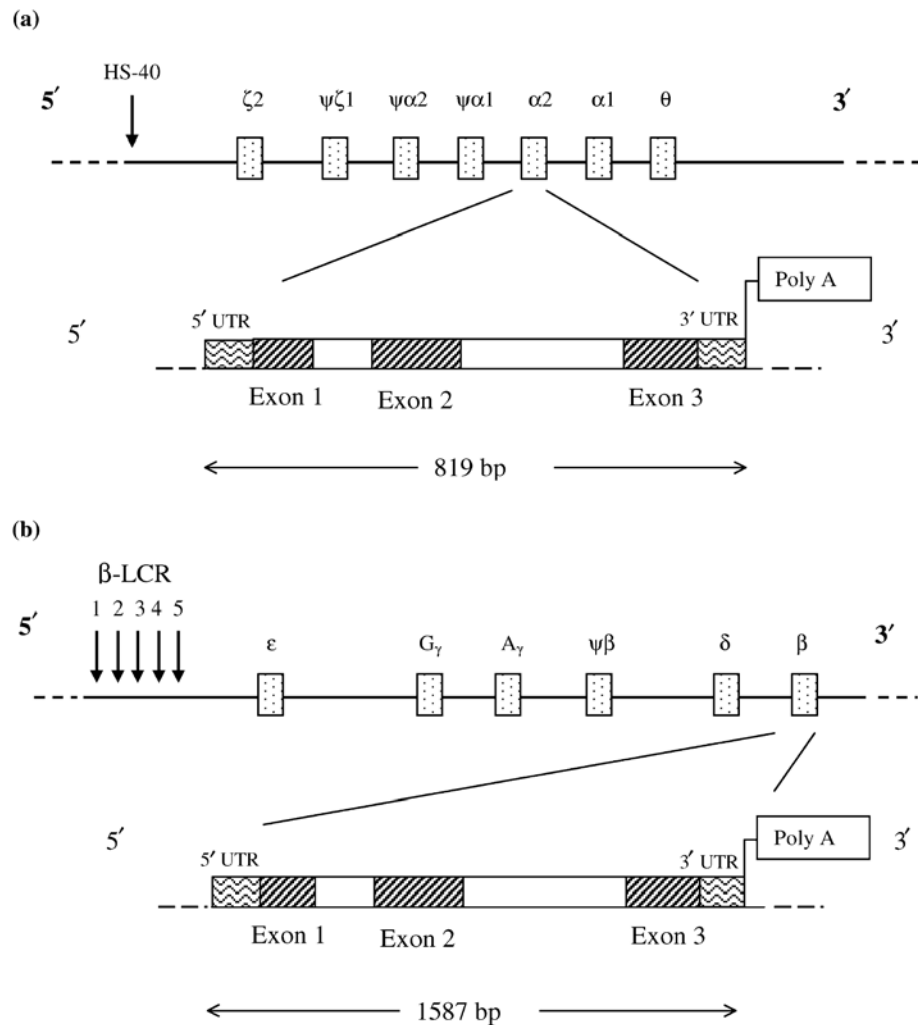 (a)
HS-40
5′ ζ2 ψζ1 ψα2 ψα1 α2 α1 θ 3′
Poly A
5′ UTR 3′ UTR
5′ 3′
Exon 1 Exon 2 Exon 3
819 bp
(b)
β-LCR
1 2 3 4 5
5′ ε Gγ Aγ ψβ δ β 3′
5′ Poly A 3′
5′ UTR 3′ UTR
Exon 1 Exon 2 Exon 3
1587 bp